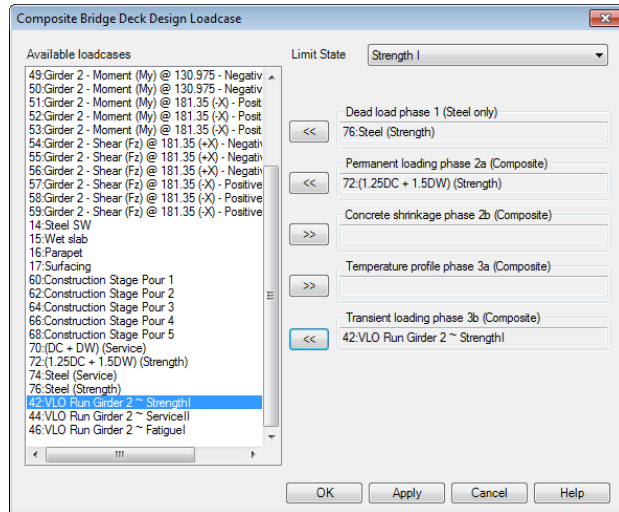 Composite Bridge Deck Design Loadcase
Available loadcases
49:Girder 2 - Moment (My) @ 130.975 - Negativ
50:Girder 2 - Moment (My) @ 130.975 - Negativ
51:Girder 2 - Moment (My) @ 181.35 (-X) - Posit
52:Girder 2 - Moment (My) @ 181.35 (-X) - Posit
53:Girder 2 - Moment (My) @ 181.35 (-X) - Posit
54:Girder 2 - Shear (Fz) @ 181.35 (+X) - Negativ
55:Girder 2 - Shear (Fz) @ 181.35 (+X) - Negativ
56:Girder 2 - Shear (Fz) @ 181.35 (+X) - Negativ
57:Girder 2 - Shear (Fz) @ 181.35 (-X) - Positive
58:Girder 2 - Shear (Fz) @ 181.35 (-X) - Positive
59:Girder 2 - Shear (Fz) @ 181.35 (-X) - Positive
14:Steel SW
15:Wet slab
16:Parapet
17:Surfacing
60:Construction Stage Pour 1
62:Construction Stage Pour 2
64:Construction Stage Pour 3
66:Construction Stage Pour 4
68:Construction Stage Pour 5
70:(DC + DW) (Service)
72:(1.25DC + 1.5DW) (Strength)
74:Steel (Service)
76:Steel (Strength)
42:VLO Run Girder 2 ~ StrengthI
44:VLO Run Girder 2 ~ ServiceII
46:VLO Run Girder 2 ~ FatigueI
Limit State Strength I
Dead load phase 1 (Steel only)
<< 76:Steel (Strength)
Permanent loading phase 2a (Composite)
<< 72:(1.25DC + 1.5DW) (Strength)
Concrete shrinkage phase 2b (Composite)
>>
Temperature profile phase 3a (Composite)
>>
Transient loading phase 3b (Composite)
<< 42:VLO Run Girder 2 ~ StrengthI
OK Apply Cancel Help